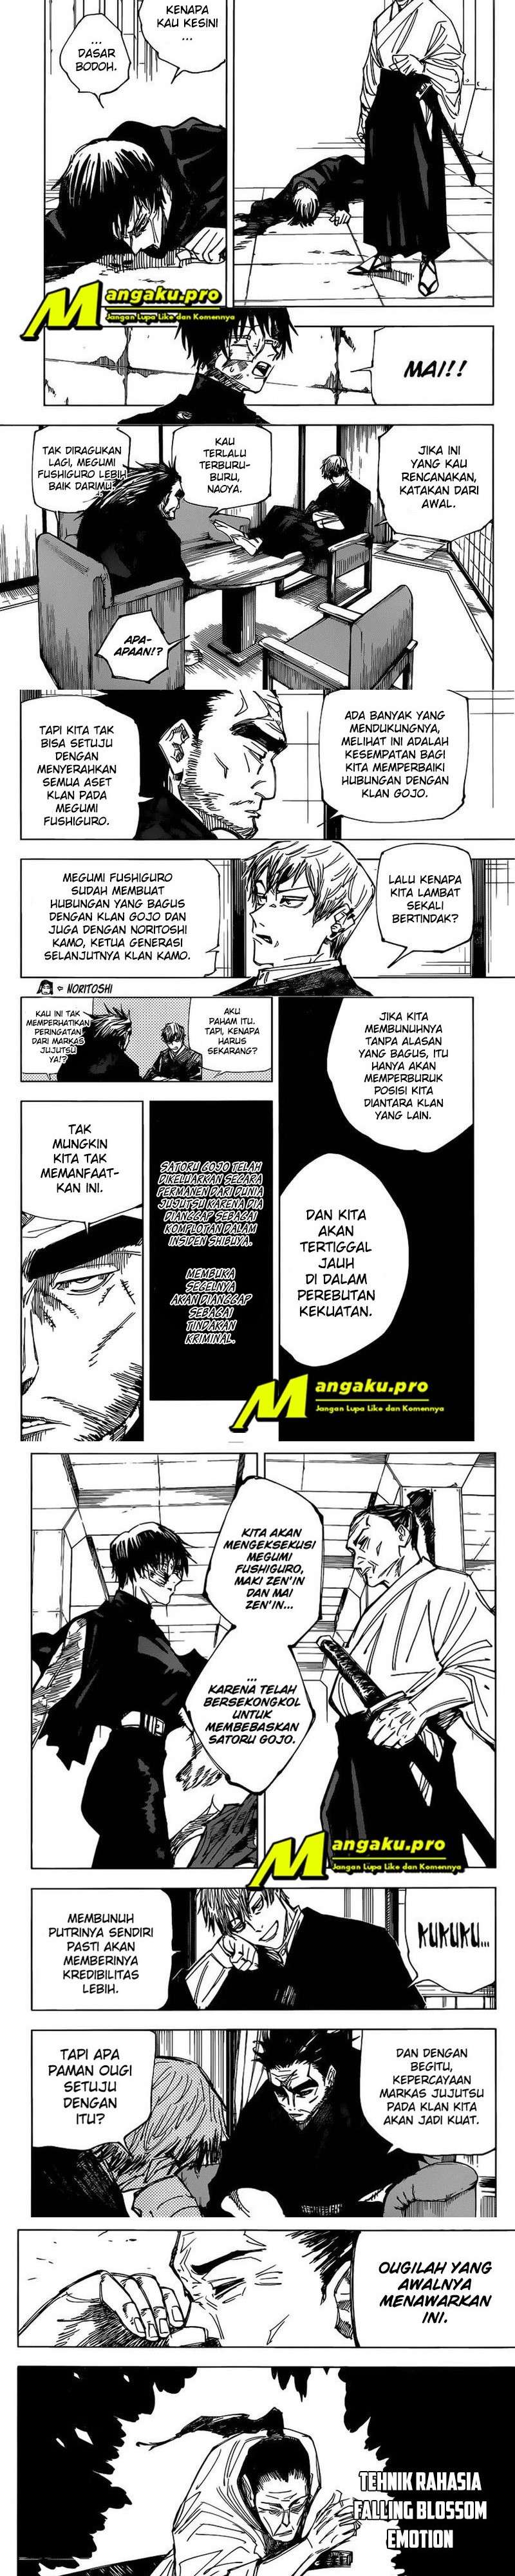 KENAPA
KAU KESINI
...
...
DASAR
BODOH.
Mangaku.pro
Jangan Lupa Like dan Komennya
MAI!!
JIKA INI
YANG KAU
RENCANAKAN,
KATAKAN DARI
AWAL.
KAU
TERLALU
TERBURU-
BURU,
NAOYA.
TAK DIRAGUKAN
LAGI, MEGUMI
FUSHIGURO LEBIH
BAIK DARIMU.
APA-
APAAN!?
ADA BANYAK YANG
MENDUKUNGNYA,
MELIHAT INI ADALAH
KESEMPATAN BAGI
KITA MEMPERBAIKI
HUBUNGAN DENGAN
KLAN GOJO.
TAPI KITA TAK
BISA SETUJU
DENGAN
MENYERAHKAN
SEMUA ASET
KLAN PADA
MEGUMI
FUSHIGURO.
LALU KENAPA
KITA LAMBAT
SEKALI
BERTINDAK?
MEGUMI FUSHIGURO
SUDAH MEMBUAT
HUBUNGAN YANG BAGUS
DENGAN KLAN GOJO DAN
JUGA DENGAN NORITOSHI
KAMO, KETUA GENERASI
SELANJUTNYA KLAN KAMO.
NORITOSHI
JIKA KITA
MEMBUNUHNYA
TANPA ALASAN
YANG BAGUS, ITU
HANYA AKAN
MEMPERBURUK
POSISI KITA
DIANTARA KLAN
YANG LAIN.
DAN KITA
AKAN
TERTIGGAL
JAUH
DI DALAM
PEREBUTAN
KEKUATAN.
AKU
PAHAM ITU.
TAPI, KENAPA
HARUS
SEKARANG?
KAU INI TAK
MEMPERHATIKAN
PERINGATAN
DARI MARKAS
JUJUTSU
YA!?
SATORU GOJO TELAH
DIKELUARKAN SECARA
PERMANEN DARI DUNIA
JUJUTSU KARENA DIA
DIANGGAP SEBAGAI
KOMPLOTAN DALAM
INSIDEN SHIBUYA.
MEMBUKA
SEGELNYA
AKAN DIANGGAP
SEBAGAI
TINDAKAN
KRIMINAL.
TAK
MUNGKIN
KITA TAK
MEMANFAAT-
KAN INI.
Mangaku.pro
Jangan Lupa Like dan Komennya
KITA AKAN
MENGEKSEKUSI
MEGUMI
FUSHIGURO,
MAKI ZEN'IN
DAN MAI
ZEN'IN...
...
KARENA TELAH
BERSEKONGKOL
UNTUK
MEMBEBASKAN
SATORU GOJO.
Mangaku.pro
Jangan Lupa Like dan Komennya
KUKUKU...
MEMBUNUH
PUTRINYA SENDIRI
PASTI AKAN
MEMBERINYA
KREDIBILITAS
LEBIH.
DAN DENGAN
BEGITU,
KEPERCAYAAN
MARKAS JUJUTSU
PADA KLAN KITA
AKAN JADI KUAT.
TAPI APA
PAMAN OUGI
SETUJU
DENGAN
ITU?
OUGILAH YANG
AWALNYA
MENAWARKAN
INI.
TEHNIK RAHASIA
FALLING BLOSSOM
EMOTION